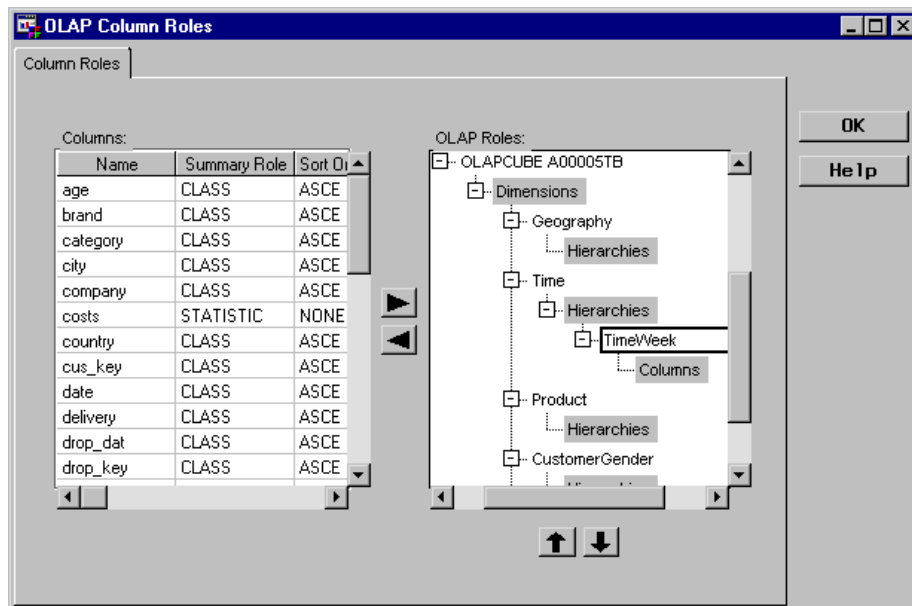 OLAP Column Roles
Column Roles
Columns:
Name Summary Role Sort Or
age CLASS ASCE
brand CLASS ASCE
category CLASS ASCE
city CLASS ASCE
company CLASS ASCE
costs STATISTIC NONE
country CLASS ASCE
cus_key CLASS ASCE
date CLASS ASCE
delivery CLASS ASCE
drop_dat CLASS ASCE
drop_key CLASS ASCE
OLAP Roles:
OLAPCUBE A00005TB
Dimensions
Geography
Hierarchies
Time
Hierarchies
TimeWeek
Columns
Product
Hierarchies
CustomerGender
OK
Help